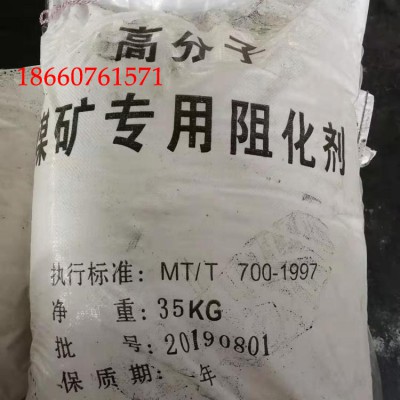 高分子
18660761571
煤矿专用阻化剂
执行标准：MT/T 700-1997
净 重：35KG
批 号：20190801
保 质 期：一年